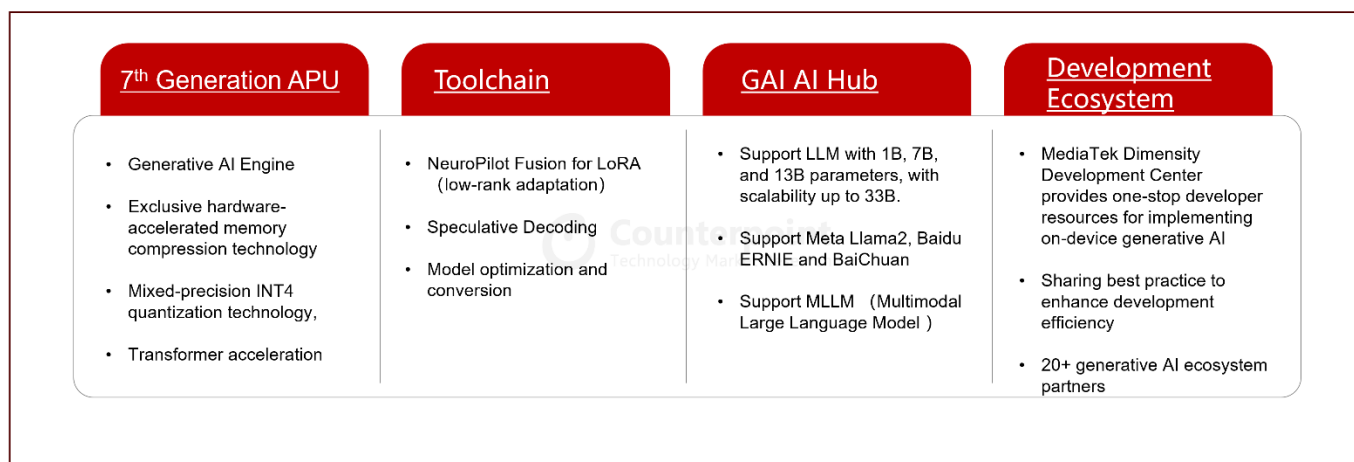 7th Generation APU
• Generative AI Engine
• Exclusive hardware-
accelerated memory
compression technology
• Mixed-precision INT4
quantization technology,
• Transformer acceleration
Toolchain
• NeuroPilot Fusion for LoRA
（low-rank adaptation）
• Speculative Decoding
• Model optimization and
conversion
GAI AI Hub
• Support LLM with 1B, 7B,
and 13B parameters, with
scalability up to 33B.
• Support Meta Llama2, Baidu
ERNIE and BaiChuan
• Support MLLM （Multimodal
Large Language Model ）
Development
Ecosystem
• MediaTek Dimensity
Development Center
provides one-stop developer
resources for implementing
on-device generative AI
• Sharing best practice to
enhance development
efficiency
• 20+ generative AI ecosystem
partners
Counterpoint
Technology Mark